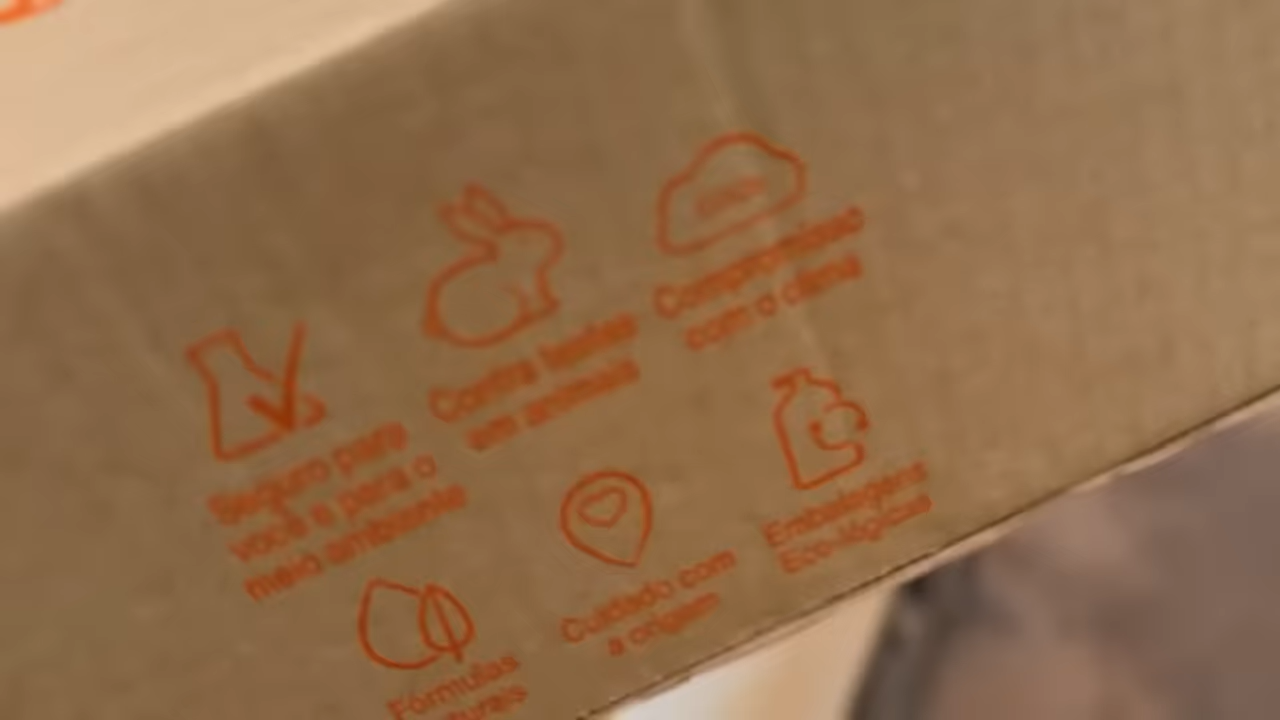 Seguro para
você e para o
meio ambiente
Contra testes
em animais
Compromisso
com o clima
Fórmulas
Cuidado com
a origem
Embalagens
Ecológicas